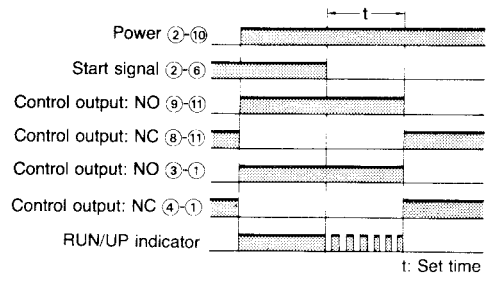 t
Power ②-⑩
Start signal ②-⑥
Control output: NO ⑨-⑪
Control output: NC ⑧-⑪
Control output: NO ③-①
Control output: NC ④-①
RUN/UP indicator
t: Set time